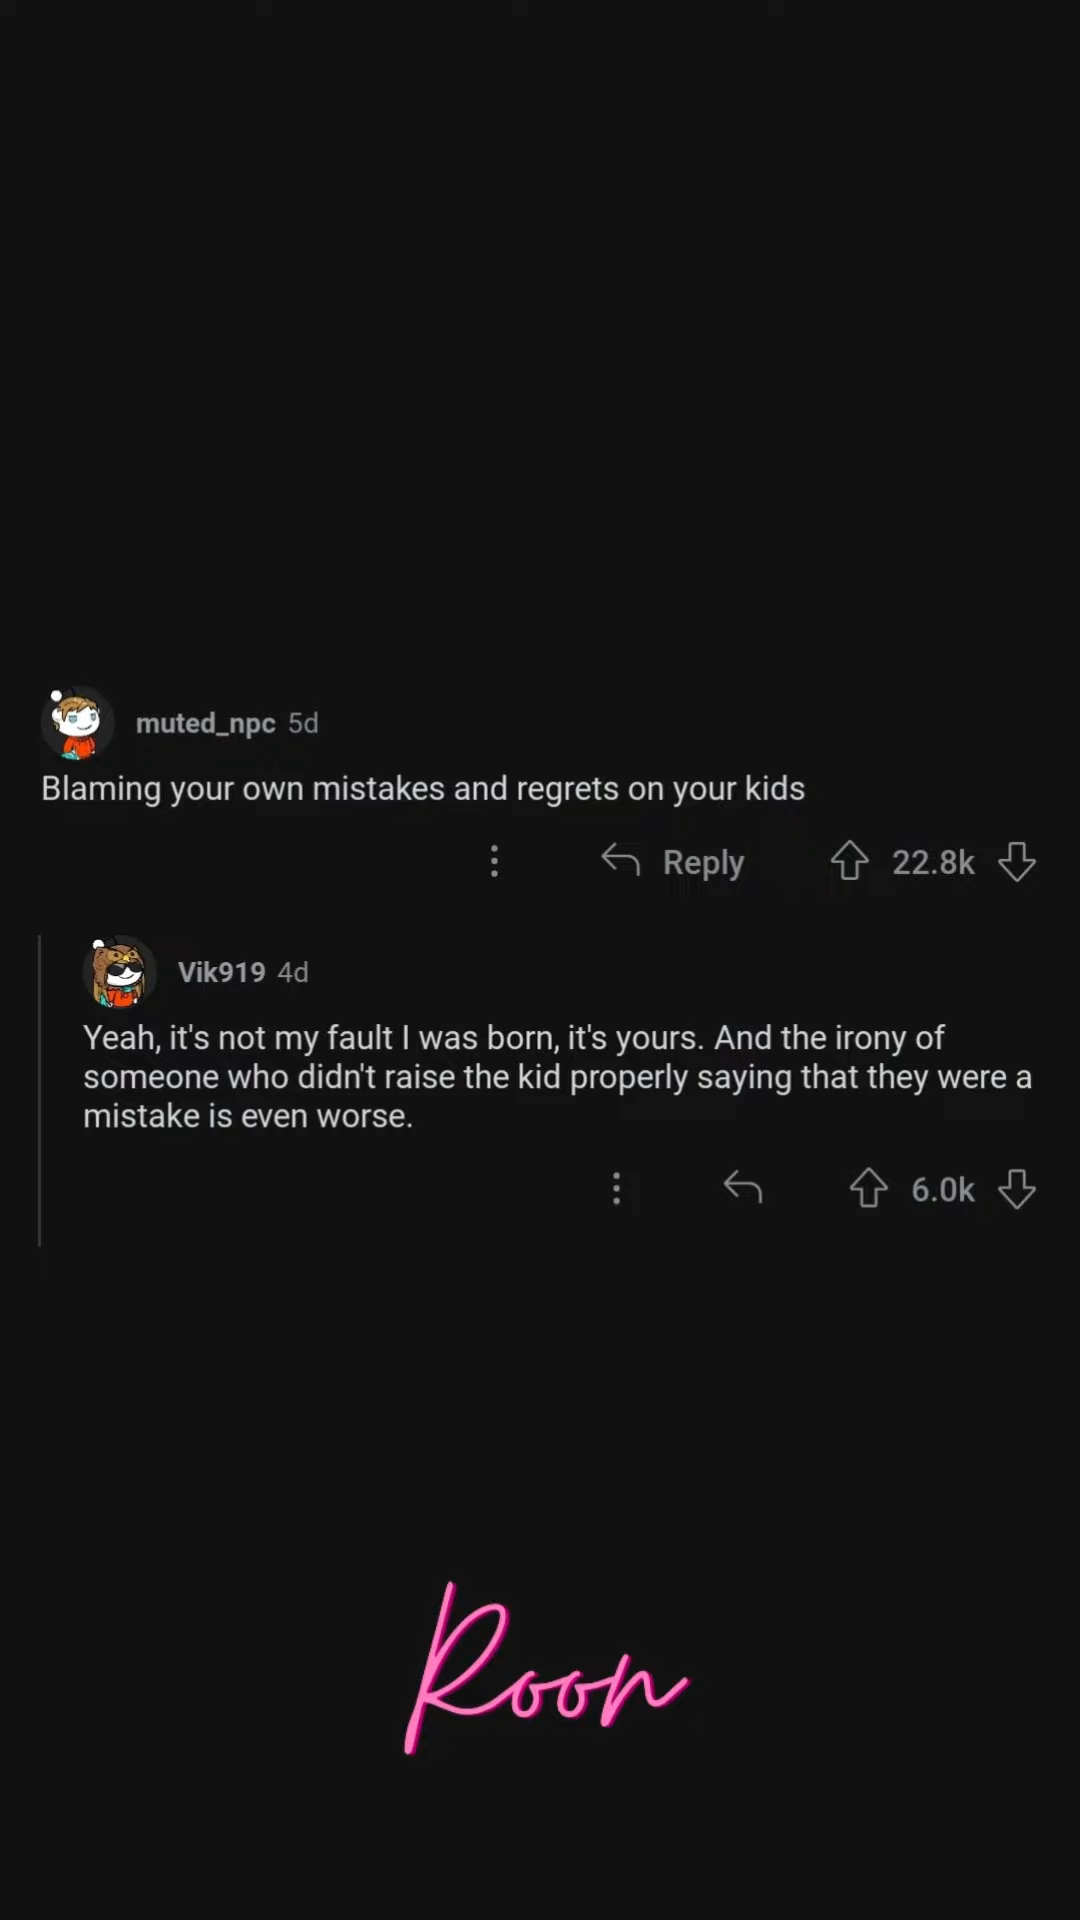 muted_npc 5d
Blaming your own mistakes and regrets on your kids
Reply 22.8k
Vik919 4d
Yeah, it's not my fault I was born, it's yours. And the irony of
someone who didn't raise the kid properly saying that they were a
mistake is even worse.
6.0k
Roon